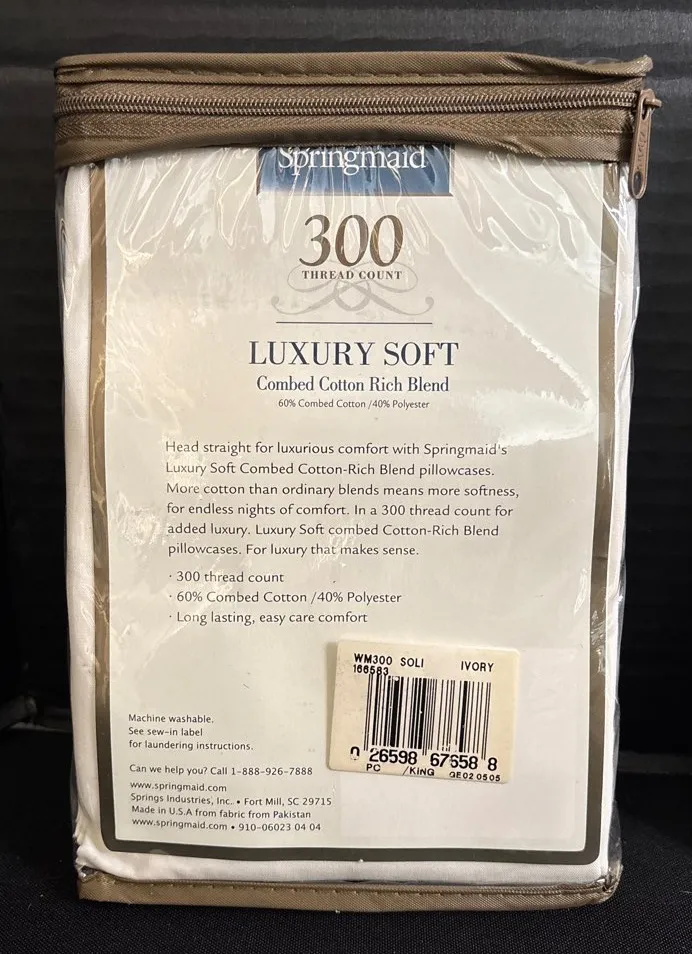 Springmaid
300
THREAD COUNT
LUXURY SOFT
Combed Cotton Rich Blend
60% Combed Cotton /40% Polyester
Head straight for luxurious comfort with Springmaid's
Luxury Soft Combed Cotton-Rich Blend pillowcases.
More cotton than ordinary blends means more softness,
for endless nights of comfort. In a 300 thread count for
added luxury. Luxury Soft combed Cotton-Rich Blend
pillowcases. For luxury that makes sense.
· 300 thread count
· 60% Combed Cotton /40% Polyester
· Long lasting, easy care comfort
WM300 SOLI IVORY
166583
0 26598 67658 8
PC /KING GE02 0505
Machine washable.
See sew-in label
for laundering instructions.
Can we help you? Call 1-888-926-7888
www.springmaid.com
Springs Industries, Inc. • Fort Mill, SC 29715
Made in U.S.A from fabric from Pakistan
www.springmaid.com • 910-06023 04 04